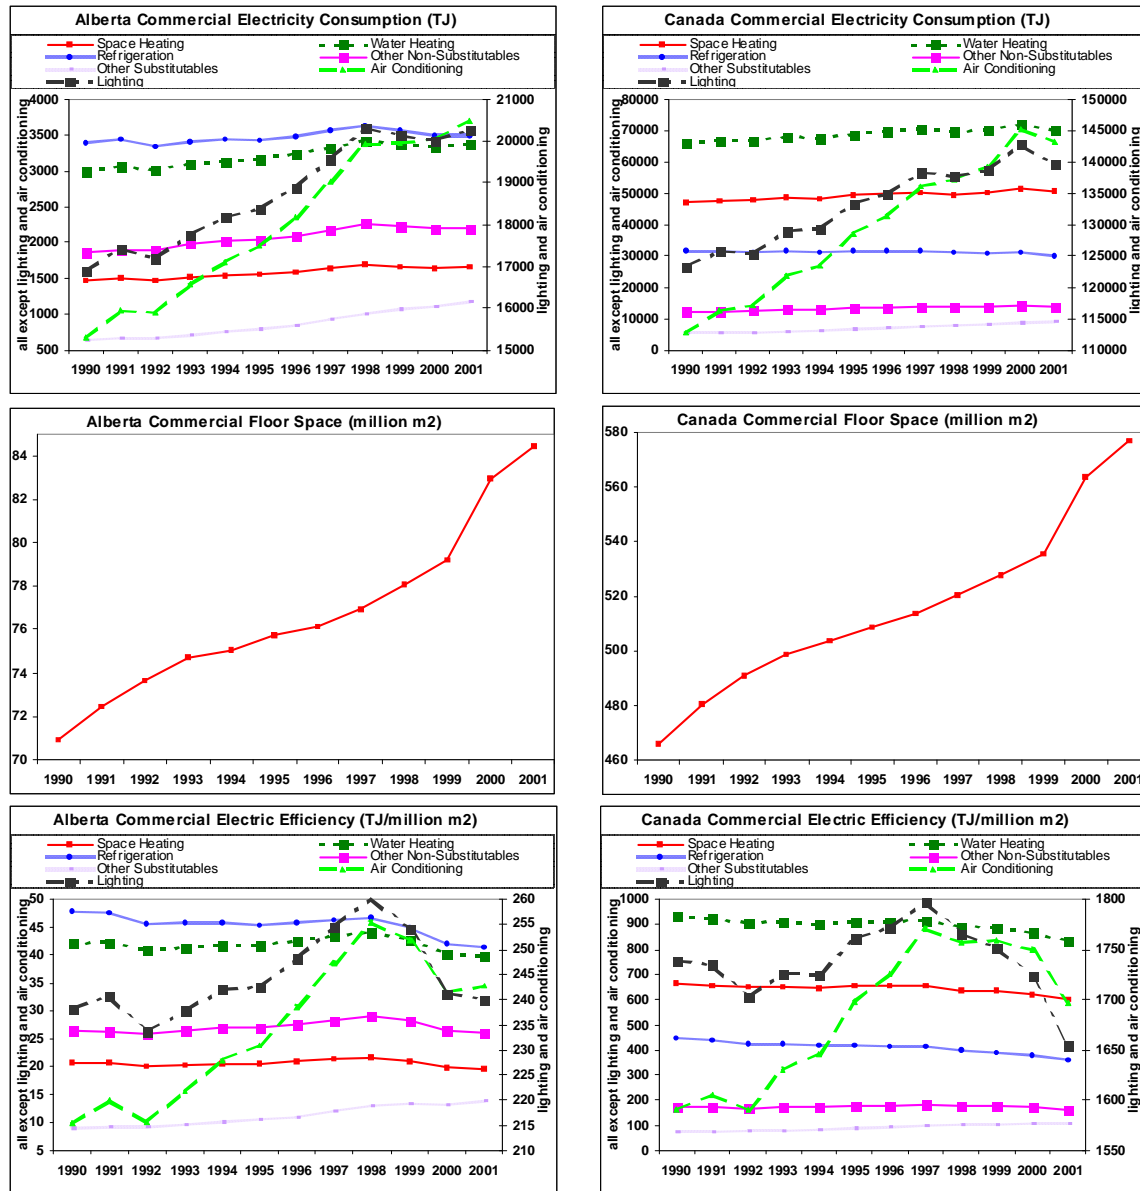 Alberta Commercial Electricity Consumption (TJ)
Space Heating
Water Heating
Refrigeration
Other Non-Substitutables
Other Substitutables
Air Conditioning
Lighting
all except lighting and air conditioning
4000
3500
3000
2500
2000
1500
1000
500
21000
20000
19000
18000
17000
16000
15000
lighting and air conditioning
1990 1991 1992 1993 1994 1995 1996 1997 1998 1999 2000 2001
Canada Commercial Electricity Consumption (TJ)
Space Heating
Water Heating
Refrigeration
Other Non-Substitutables
Other Substitutables
Air Conditioning
Lighting
all except lighting and air conditioning
80000
70000
60000
50000
40000
30000
20000
10000
0
150000
145000
140000
135000
130000
125000
120000
115000
110000
lighting and air conditioning
1990 1991 1992 1993 1994 1995 1996 1997 1998 1999 2000 2001
Alberta Commercial Floor Space (million m2)
84
82
80
78
76
74
72
70
1990 1991 1992 1993 1994 1995 1996 1997 1998 1999 2000 2001
Canada Commercial Floor Space (million m2)
580
560
540
520
500
480
460
1990 1991 1992 1993 1994 1995 1996 1997 1998 1999 2000 2001
Alberta Commercial Electric Efficiency (TJ/million m2)
Space Heating
Water Heating
Refrigeration
Other Non-Substitutables
Other Substitutables
Air Conditioning
Lighting
all except lighting and air conditioning
50
45
40
35
30
25
20
15
10
5
260
255
250
245
240
235
230
225
220
215
210
lighting and air conditioning
1990 1991 1992 1993 1994 1995 1996 1997 1998 1999 2000 2001
Canada Commercial Electric Efficiency (TJ/million m2)
Space Heating
Water Heating
Refrigeration
Other Non-Substitutables
Other Substitutables
Air Conditioning
Lighting
all except lighting and air conditioning
1000
900
800
700
600
500
400
300
200
100
0
1800
1750
1700
1650
1600
1550
lighting and air conditioning
1990 1991 1992 1993 1994 1995 1996 1997 1998 1999 2000 2001